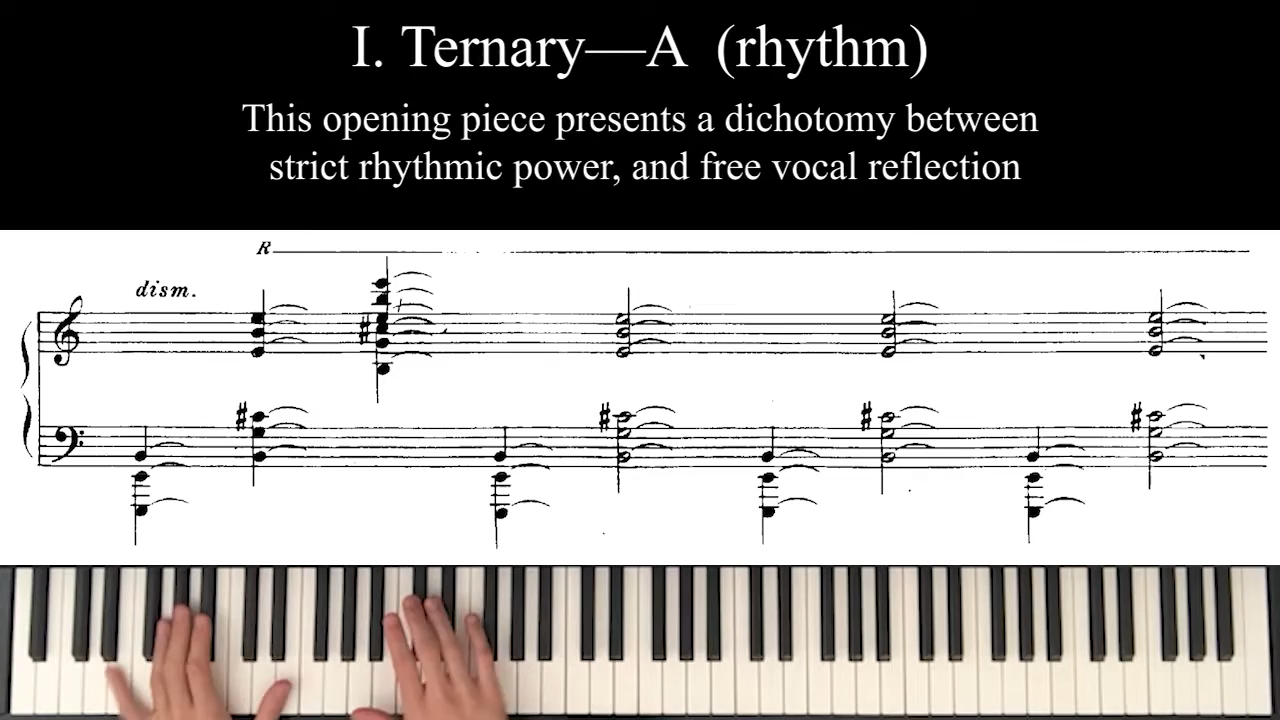 I. Ternary—A (rhythm)
This opening piece presents a dichotomy between
strict rhythmic power, and free vocal reflection
R
dism.